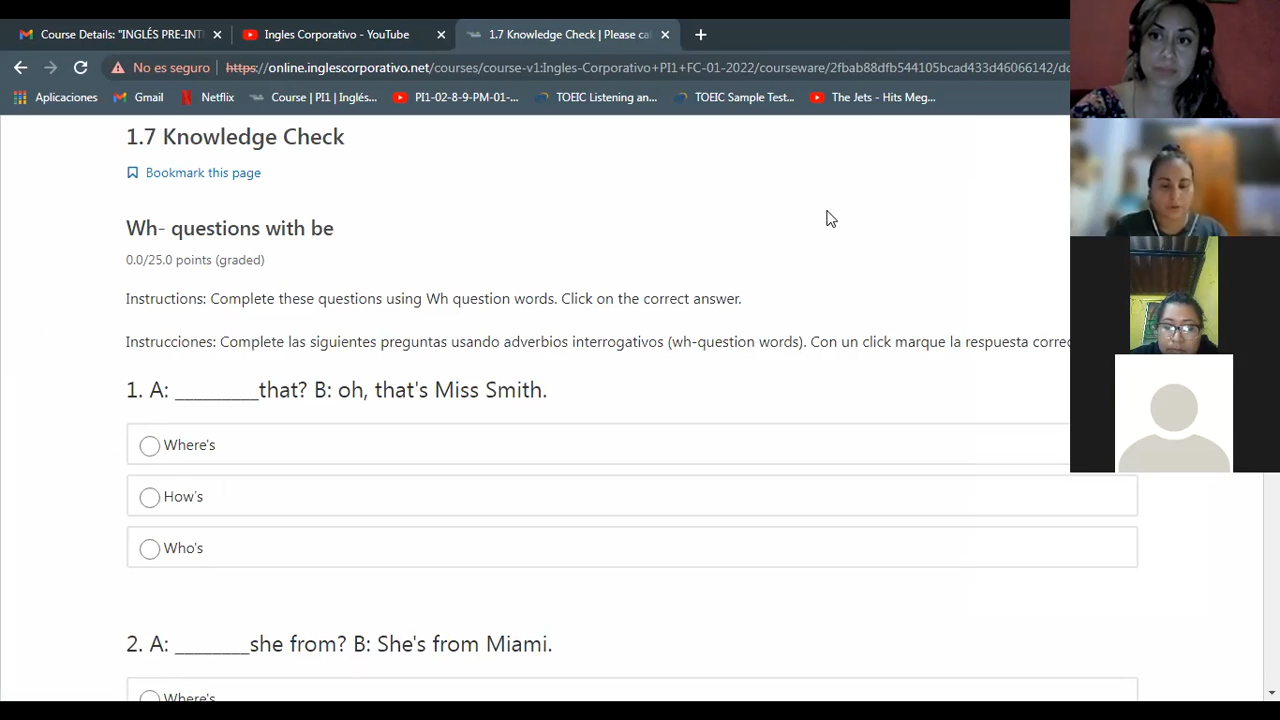 Course Details: "INGLÉS PRE-INT
Ingles Corporativo - YouTube
1.7 Knowledge Check | Please cal
No es seguro
https://online.inglescorporativo.net/courses/course-v1:Ingles-Corporativo+PI1+FC-01-2022/courseware/2fbab88dfb544105bcad433d46066142/dc
Aplicaciones
Gmail
Netflix
Course | PI1 | Inglés...
PI1-02-8-9-PM-01-...
TOEIC Listening an...
TOEIC Sample Test...
The Jets - Hits Meg...
1.7 Knowledge Check
Bookmark this page
Wh- questions with be
0.0/25.0 points (graded)
Instructions: Complete these questions using Wh question words. Click on the correct answer.
Instrucciones: Complete las siguientes preguntas usando adverbios interrogativos (wh-question words). Con un click marque la respuesta correc
1. A: _________that? B: oh, that's Miss Smith.
Where's
How's
Who's
2. A: ________she from? B: She's from Miami.
Where's